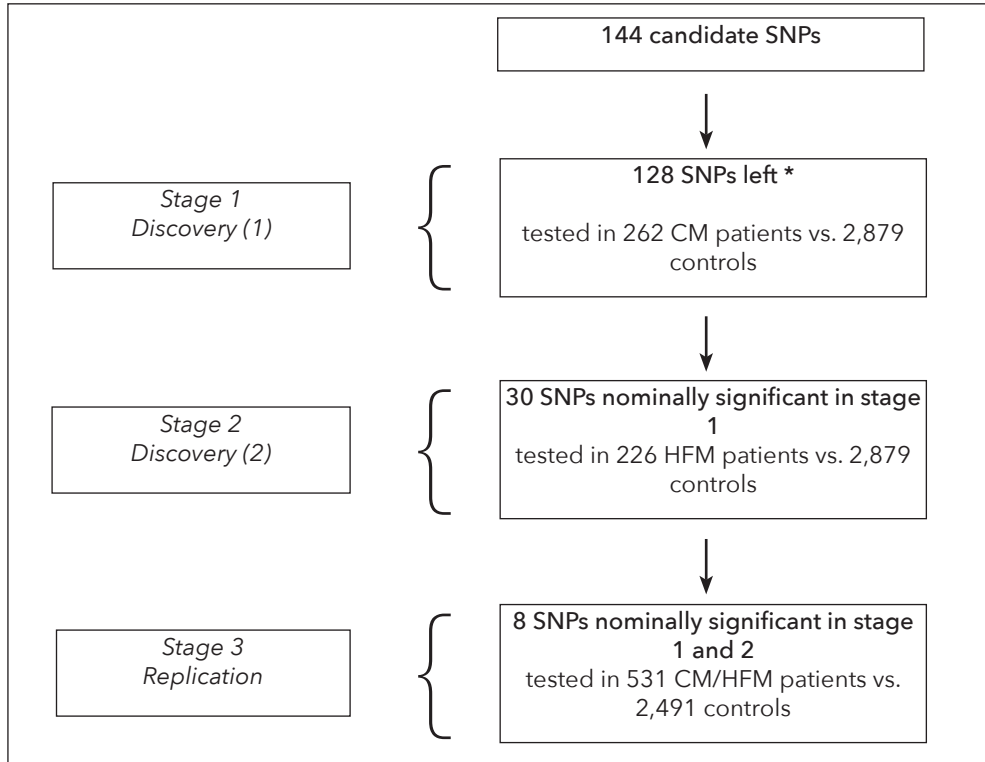 144 candidate SNPs
Stage 1
Discovery (1)
128 SNPs left *
tested in 262 CM patients vs. 2,879
controls
Stage 2
Discovery (2)
30 SNPs nominally significant in stage
1
tested in 226 HFM patients vs. 2,879
controls
Stage 3
Replication
8 SNPs nominally significant in stage
1 and 2
tested in 531 CM/HFM patients vs.
2,491 controls